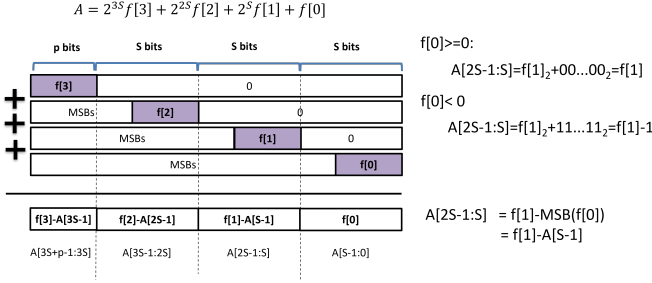 A = 2^{3S}f[3] + 2^{2S}f[2] + 2^{S}f[1] + f[0]
p bits S bits S bits S bits
f[3] 0
MSBs f[2] 0
MSBs f[1] 0
MSBs f[0]
+
+
+
f[3]-A[3S-1] f[2]-A[2S-1] f[1]-A[S-1] f[0]
A[3S+p-1:3S] A[3S-1:2S] A[2S-1:S] A[S-1:0]
f[0]>=0:
A[2S-1:S]=f[1]₂+00...00₂=f[1]
f[0]< 0
A[2S-1:S]=f[1]₂+11...11₂=f[1]-1
A[2S-1:S] = f[1]-MSB(f[0])
= f[1]-A[S-1]